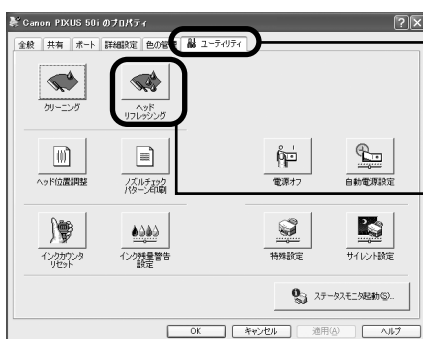 Canon PIXUS 50i のプロパティ
全般 共有 ポート 詳細設定 色の管理 ユーティリティ
クリーニング
ヘッド
リフレッシング
ヘッド位置調整
ノズルチェック
パターン印刷
電源オフ
自動電源設定
インクカウンタ
リセット
インク残量警告
設定
特殊設定
サイレント設定
ステータスモニタ起動(S)...
OK キャンセル 適用(A) ヘルプ